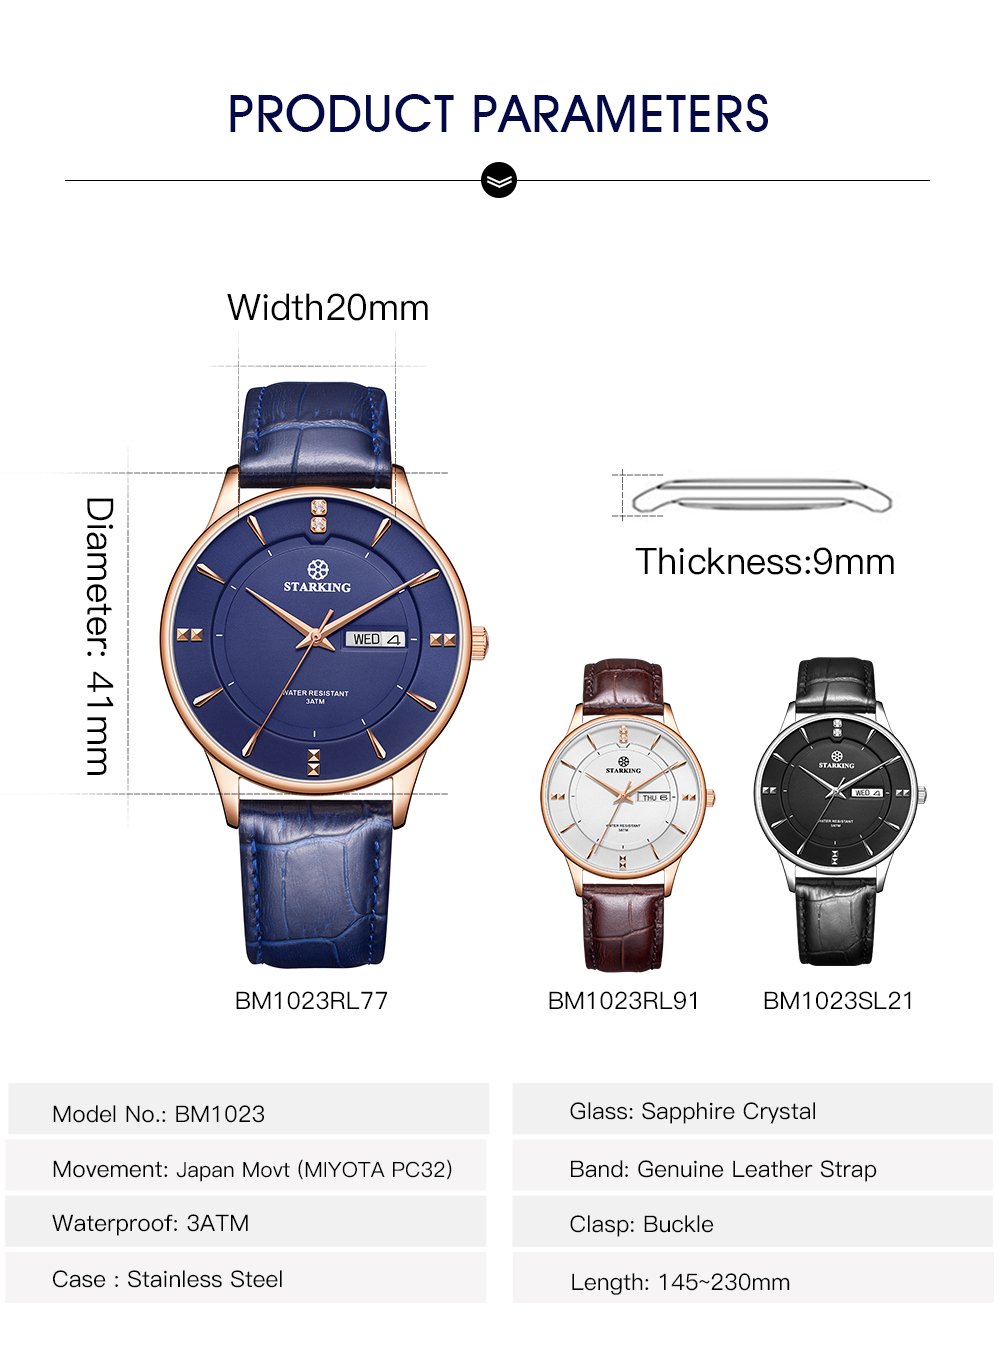 PRODUCT PARAMETERS
Width20mm
Diameter: 41mm
STARKING
WED 4
WATER RESISTANT
3ATM
Thickness:9mm
STARKING
THU 6
WATER RESISTANT
3ATM
STARKING
WED 4
WATER RESISTANT
3ATM
BM1023RL77
BM1023RL91
BM1023SL21
Model No.: BM1023
Movement: Japan Movt (MIYOTA PC32)
Waterproof: 3ATM
Case : Stainless Steel
Glass: Sapphire Crystal
Band: Genuine Leather Strap
Clasp: Buckle
Length: 145~230mm